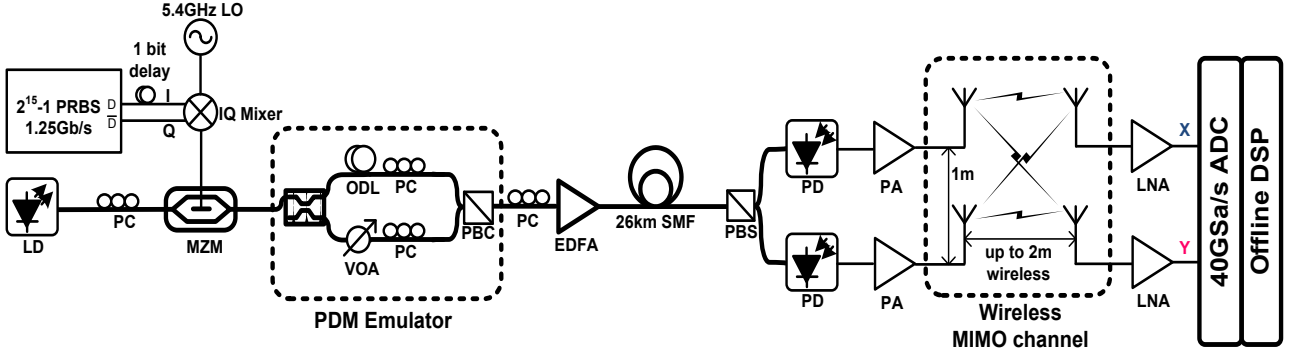 5.4GHz LO
1 bit
delay
2¹⁵-1 PRBS
1.25Gb/s
D
D̅
I
Q
IQ Mixer
LD
PC
MZM
ODL
PC
VOA
PC
PBC
PDM Emulator
PC
EDFA
26km SMF
PBS
PD
PA
PD
PA
1m
up to 2m
wireless
Wireless
MIMO channel
LNA
X
LNA
Y
40GSa/s ADC
Offline DSP